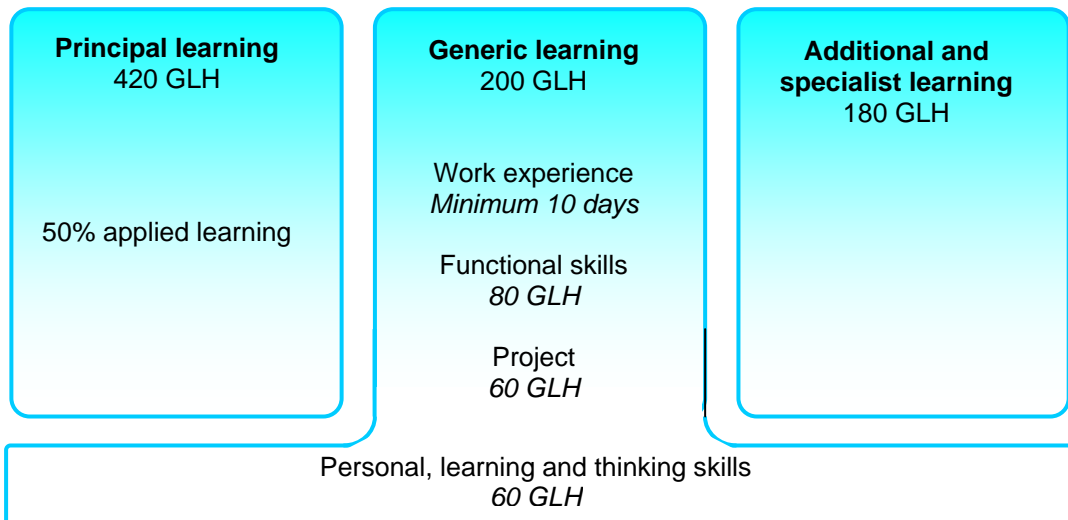 Principal learning
420 GLH
50% applied learning
Generic learning
200 GLH
Work experience
Minimum 10 days
Functional skills
80 GLH
Project
60 GLH
Additional and
specialist learning
180 GLH
Personal, learning and thinking skills
60 GLH